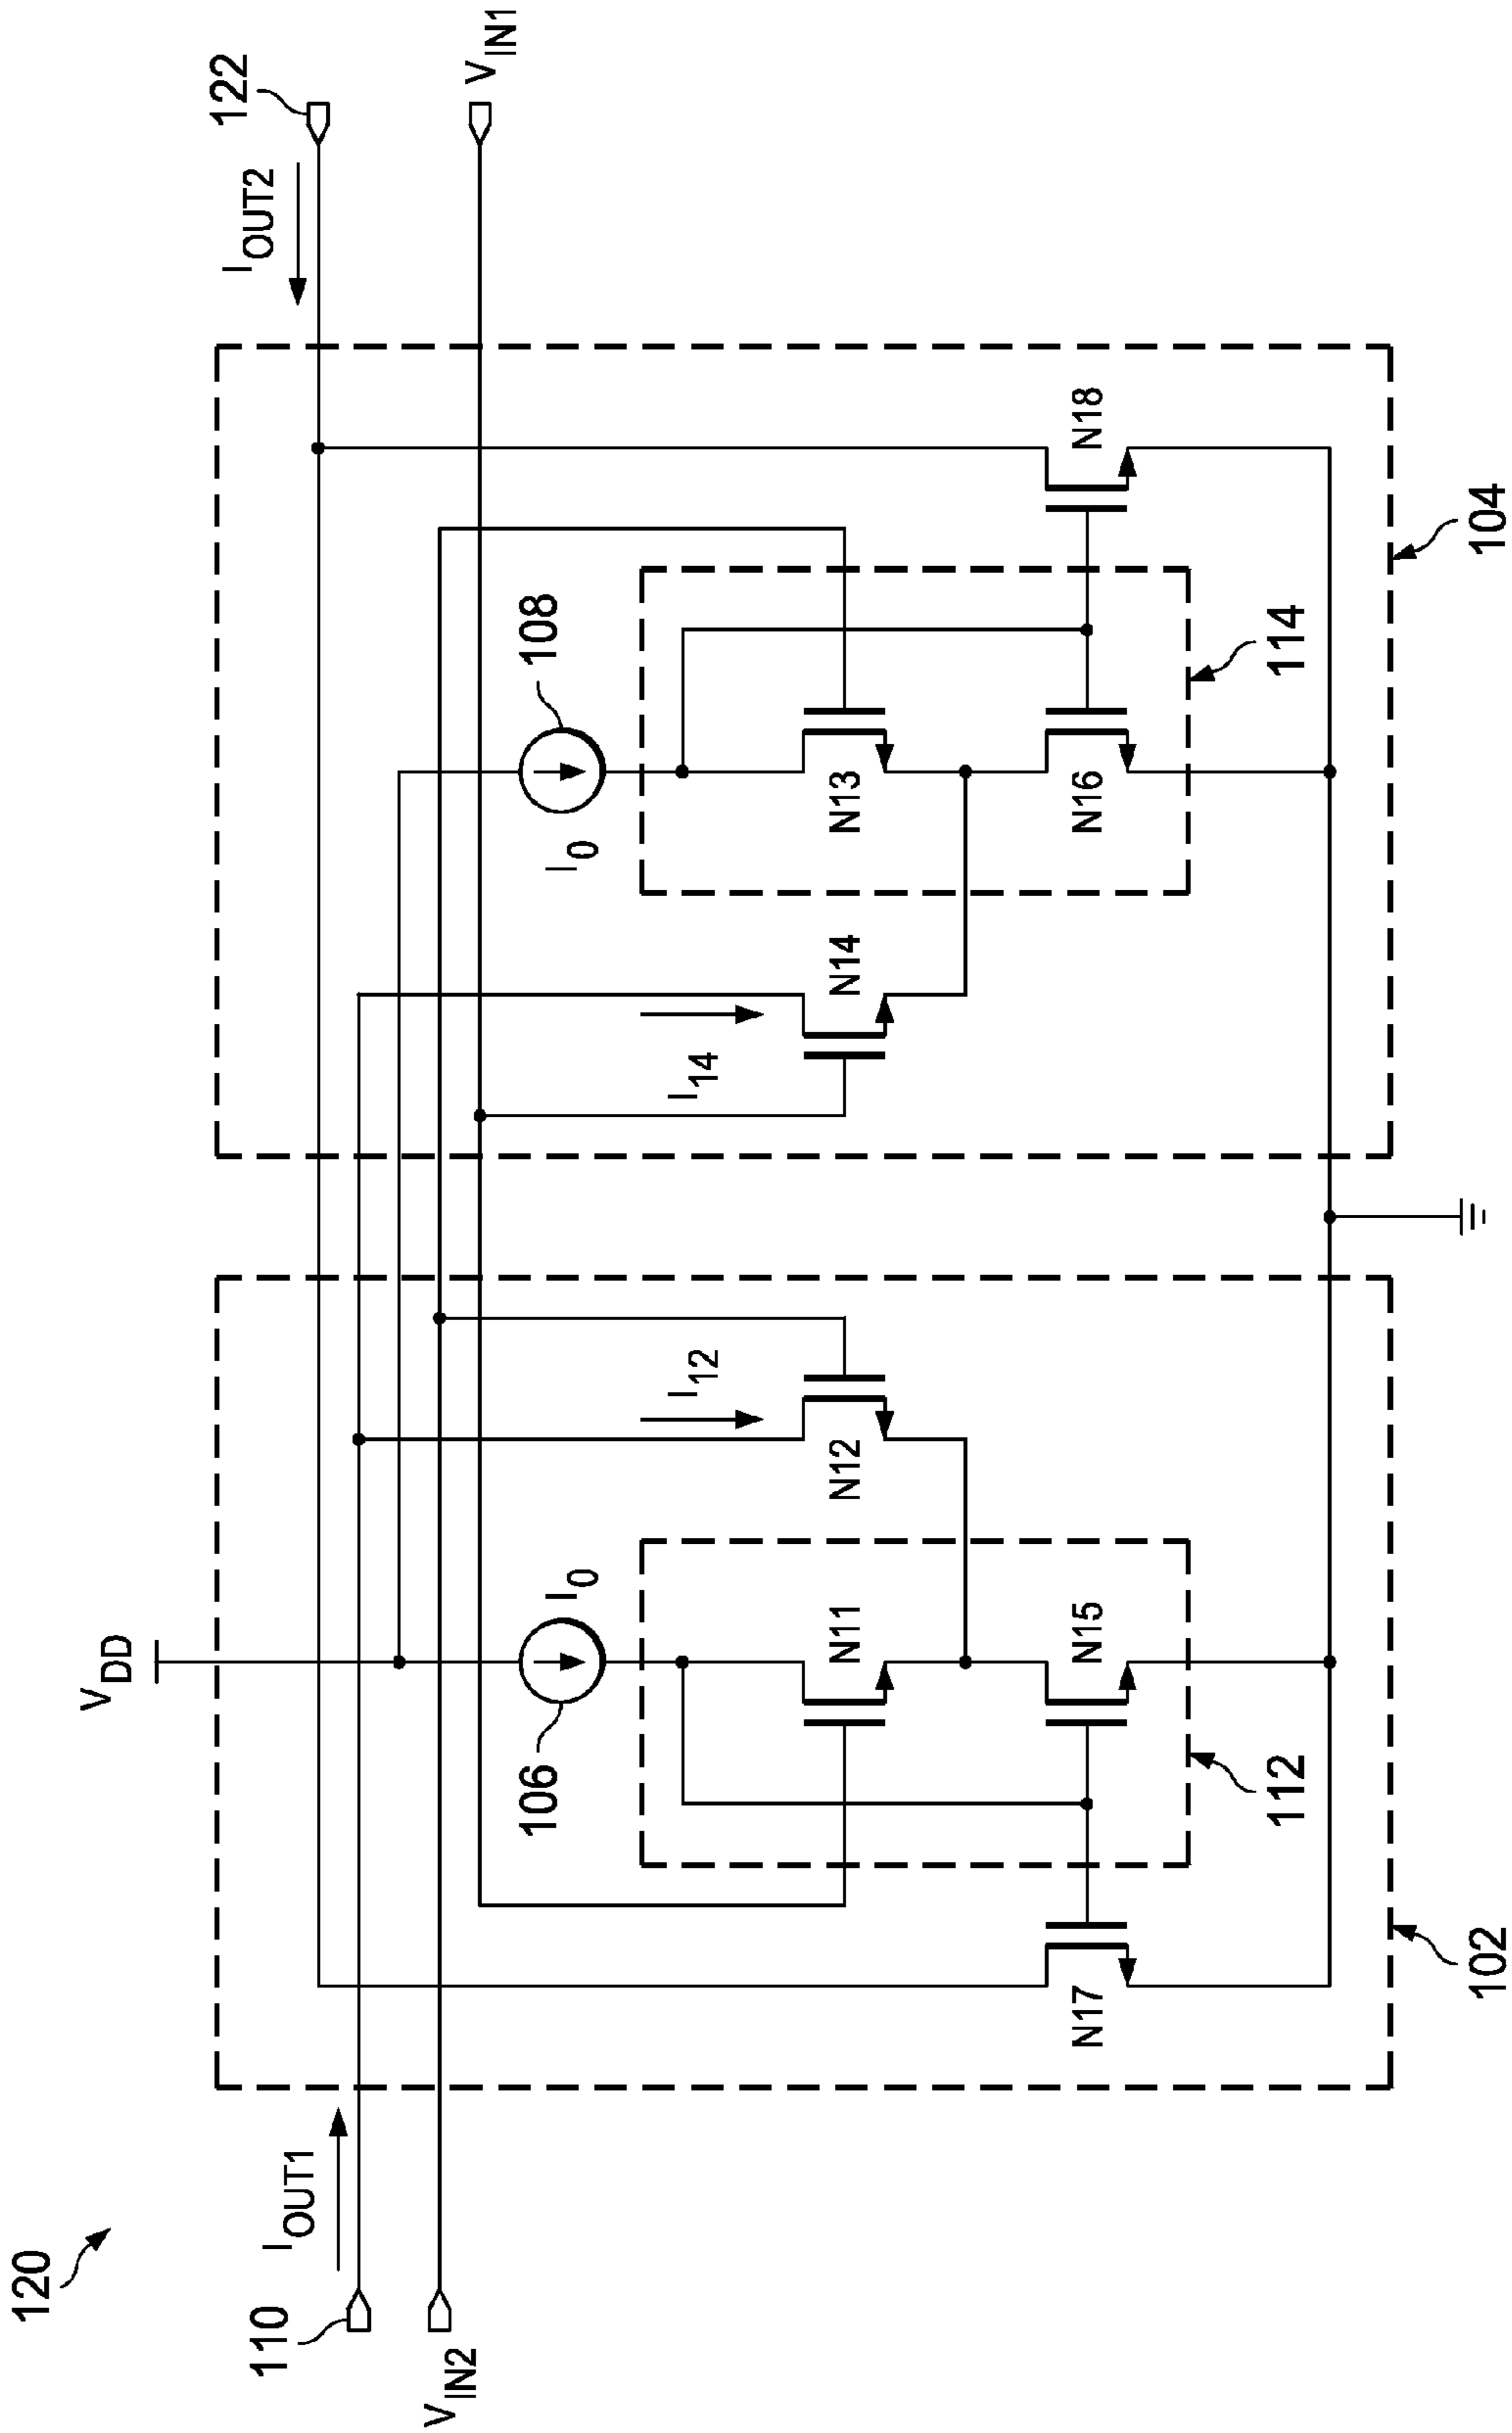 120
V_DD
110
I_OUT1
I_OUT2
122
V_IN2
V_IN1
106
I_0
I_12
I_14
I_0
108
N11
N12
N14
N13
N17
N15
N16
N18
112
114
102
104